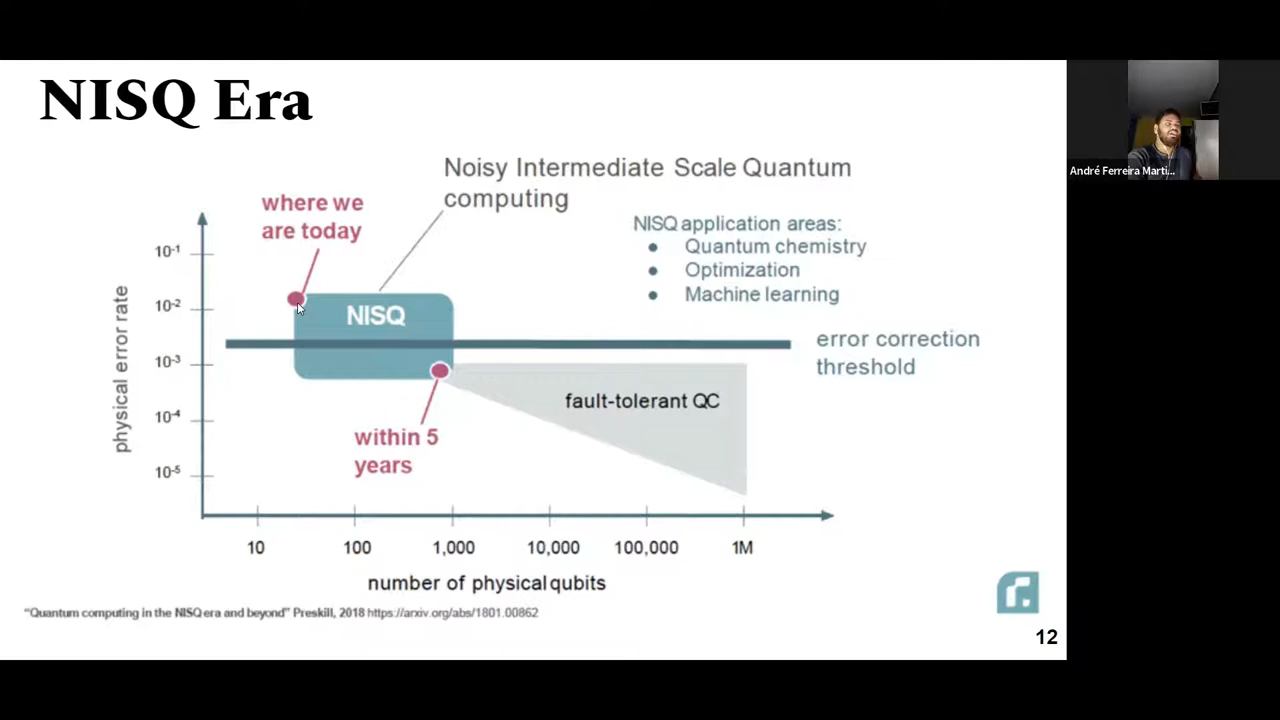 NISQ Era
Noisy Intermediate Scale Quantum
computing
where we
are today
NISQ application areas:
● Quantum chemistry
● Optimization
● Machine learning
physical error rate
10⁻¹
10⁻²
10⁻³
10⁻⁴
10⁻⁵
NISQ
error correction
threshold
fault-tolerant QC
within 5
years
10
100
1,000
10,000
100,000
1M
number of physical qubits
"Quantum computing in the NISQ era and beyond" Preskill, 2018 https://arxiv.org/abs/1801.00862
r.
12
André Ferreira Marti...